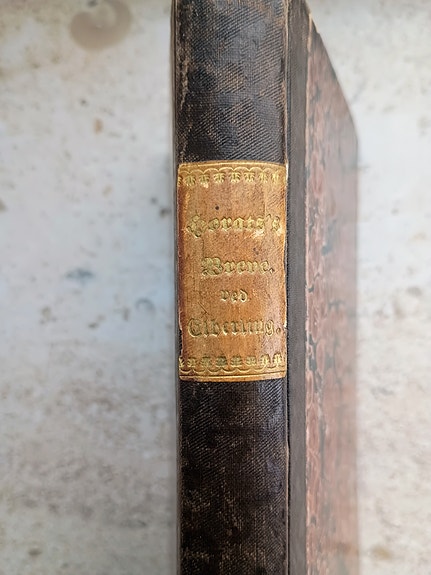 Horats's
Breve
ved
Elberling.